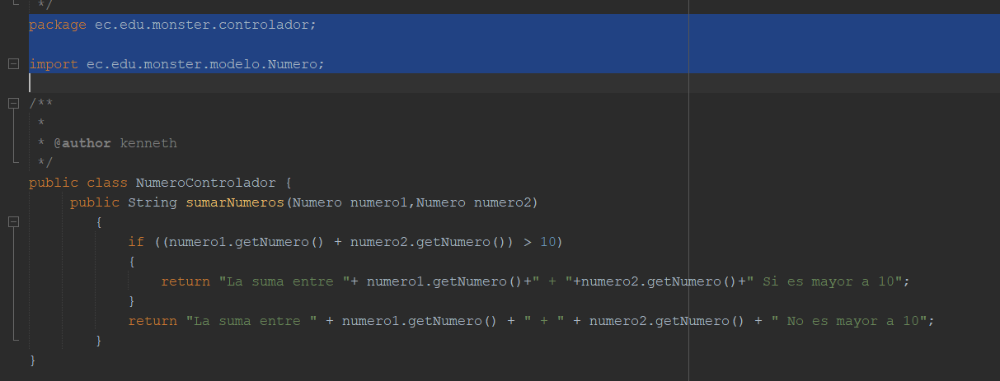 */
package ec.edu.monster.controlador;
import ec.edu.monster.modelo.Numero;
/**
*
* @author kenneth
*/
public class NumeroControlador {
public String sumarNumeros(Numero numero1,Numero numero2)
{
if ((numero1.getNumero() + numero2.getNumero()) > 10)
{
return "La suma entre "+ numero1.getNumero()+" + "+numero2.getNumero()+" Si es mayor a 10";
}
return "La suma entre " + numero1.getNumero() + " + " + numero2.getNumero() + " No es mayor a 10";
}
}